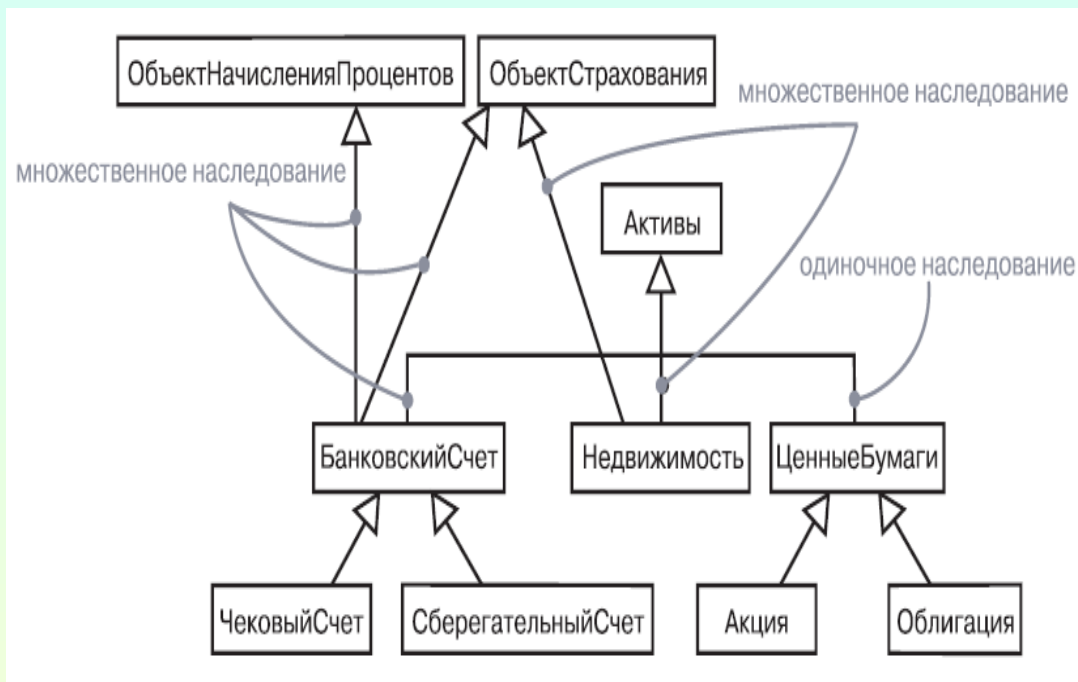 ОбъектНачисленияПроцентов
ОбъектСтрахования
множественное наследование
множественное наследование
Активы
одиночное наследование
БанковскийСчет
Недвижимость
ЦенныеБумаги
ЧековыйСчет
СберегательныйСчет
Акция
Облигация